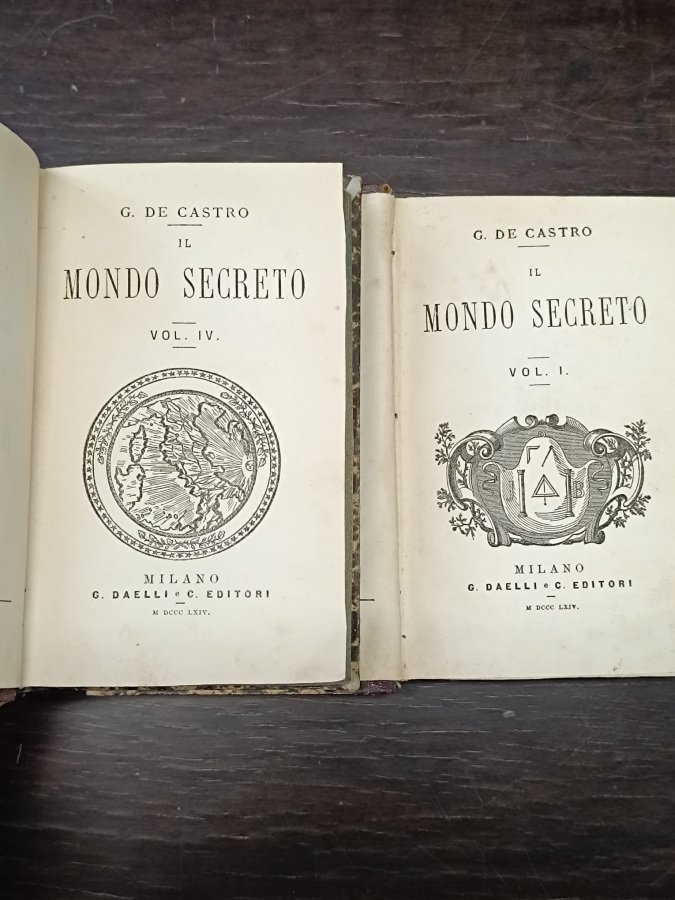 G. DE CASTRO
IL
MONDO SECRETO
VOL. IV.
MILANO
G. DAELLI e C. EDITORI
M DCCC LXIV.
G. DE CASTRO
IL
MONDO SECRETO
VOL. I.
B
MILANO
G. DAELLI e C. EDITORI
M DCCC LXIV.